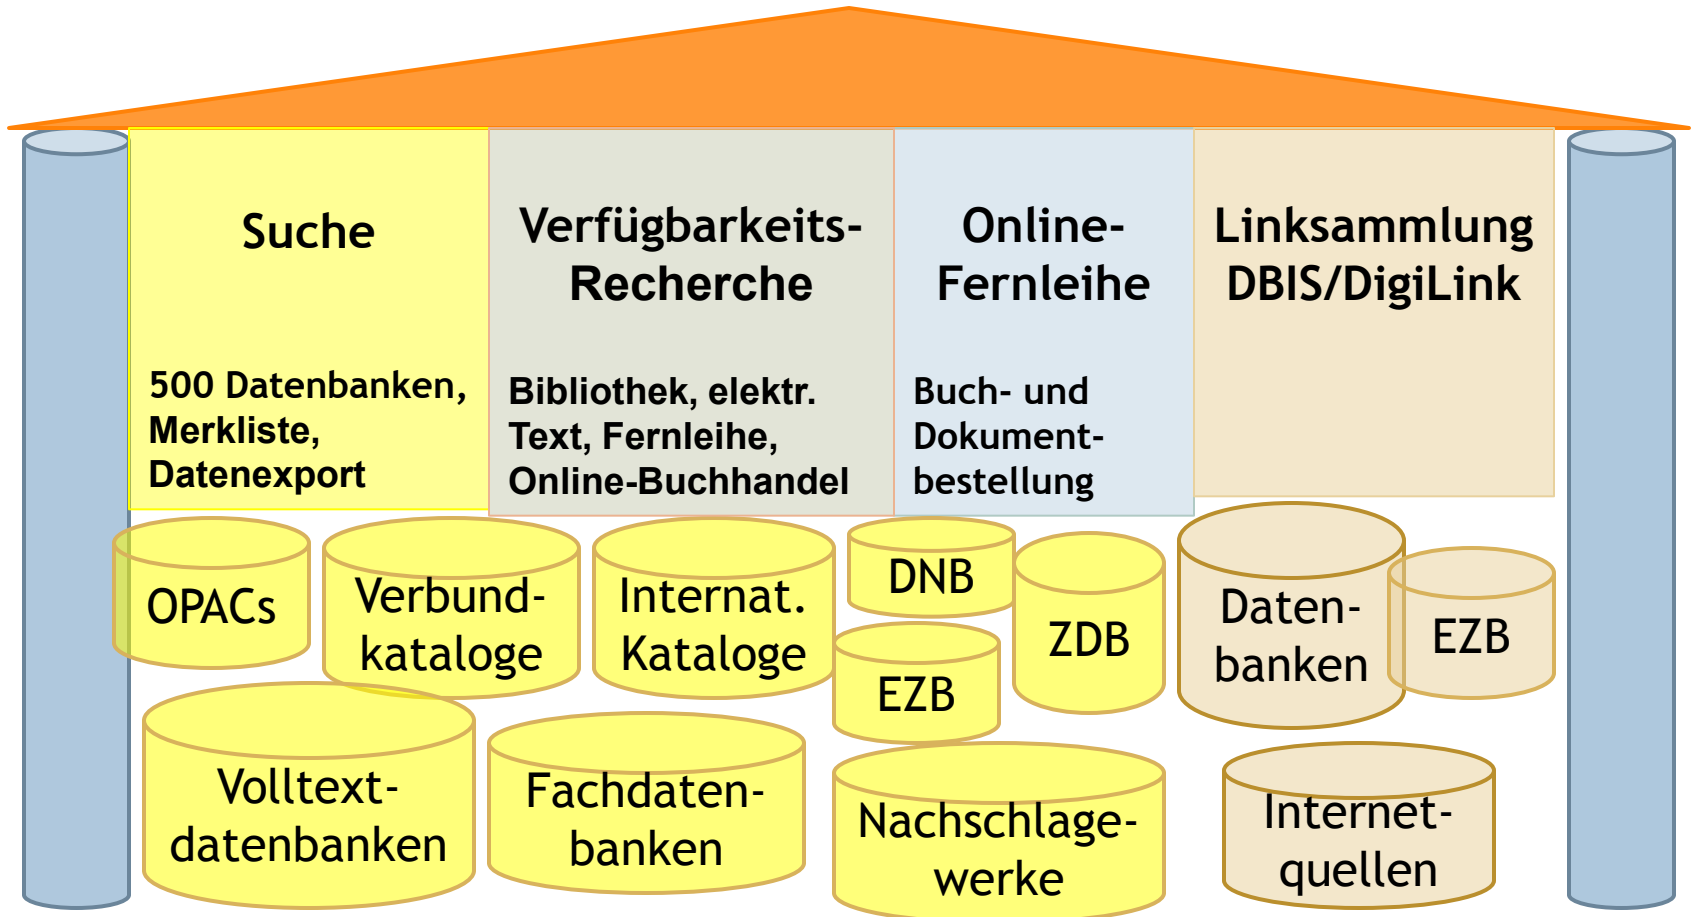 Suche
500 Datenbanken,
Merkliste,
Datenexport
Verfügbarkeits-
Recherche
Bibliothek, elektr.
Text, Fernleihe,
Online-Buchhandel
Online-
Fernleihe
Buch- und
Dokument-
bestellung
Linksammlung
DBIS/DigiLink
OPACs
Verbund-
kataloge
Internat.
Kataloge
DNB
EZB
ZDB
Daten-
banken
EZB
Volltext-
datenbanken
Fachdaten-
banken
Nachschlage-
werke
Internet-
quellen